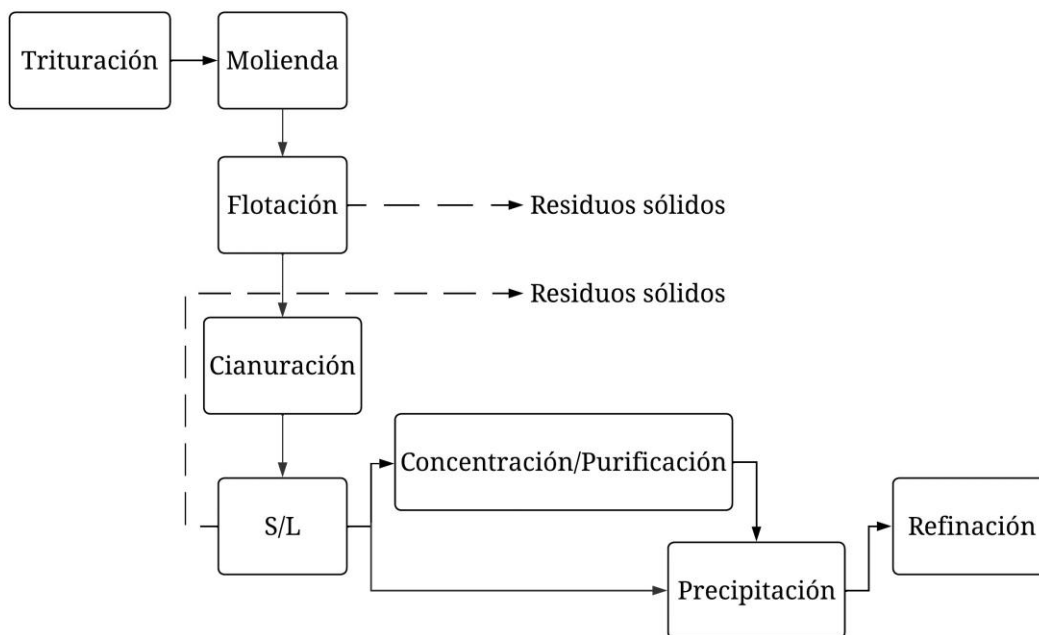 Trituración
Molienda
Flotación
Residuos sólidos
Residuos sólidos
Cianuración
Concentración/Purificación
S/L
Refinación
Precipitación